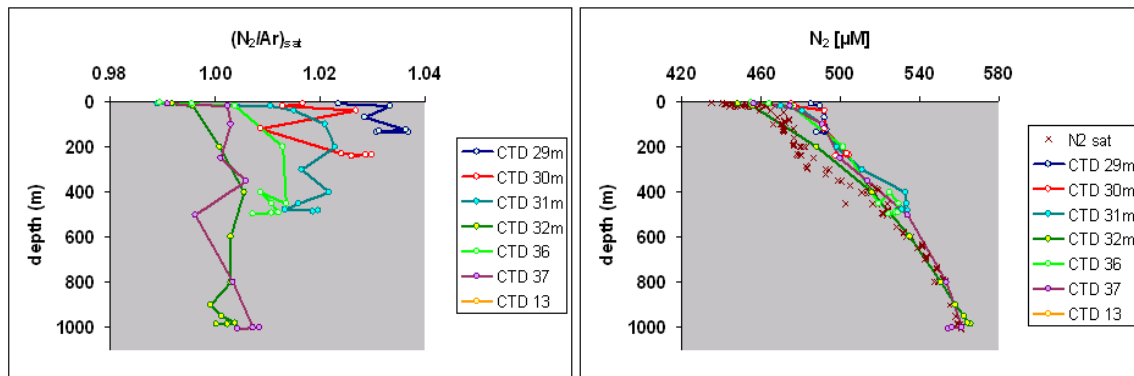 (N₂/Ar)sat
0.98 1.00 1.02 1.04
0
200
400
600
800
1000
depth (m)
CTD 29m
CTD 30m
CTD 31m
CTD 32m
CTD 36
CTD 37
CTD 13
N₂ [µM]
420 460 500 540 580
0
200
400
600
800
1000
depth (m)
N2 sat
CTD 29m
CTD 30m
CTD 31m
CTD 32m
CTD 36
CTD 37
CTD 13